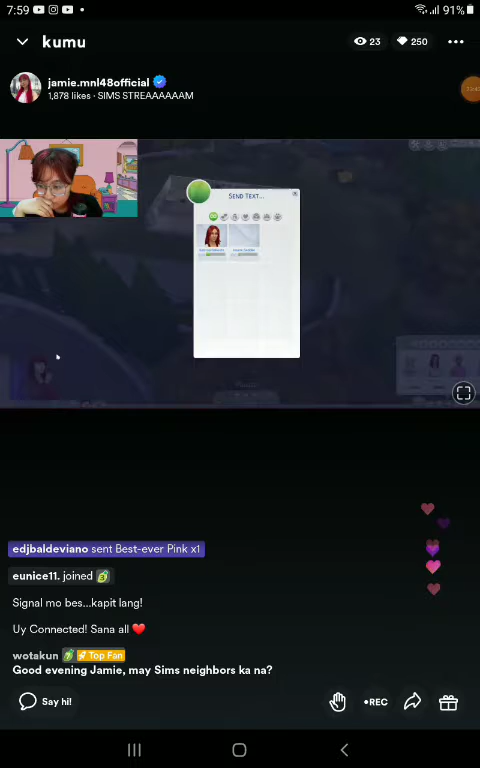 7:59
91%
kumu
23
250
jamie.mnl48official
1,878 likes · SIMS STREAAAAAAM
SEND TEXT...
edjbaldeviano sent Best-ever Pink x1
eunice11. joined
Signal mo bes...kapit lang!
Uy Connected! Sana all ❤️
wotakun 🚀 Top Fan
Good evening Jamie, may Sims neighbors ka na?
Say hi!
•REC